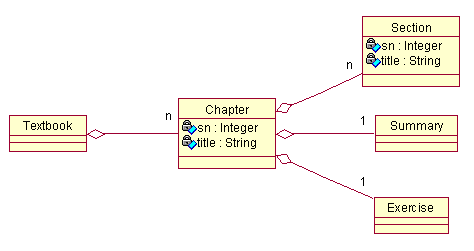 Section
sn : Integer
title : String
n
n
Chapter
sn : Integer
title : String
Textbook
1
Summary
1
Exercise